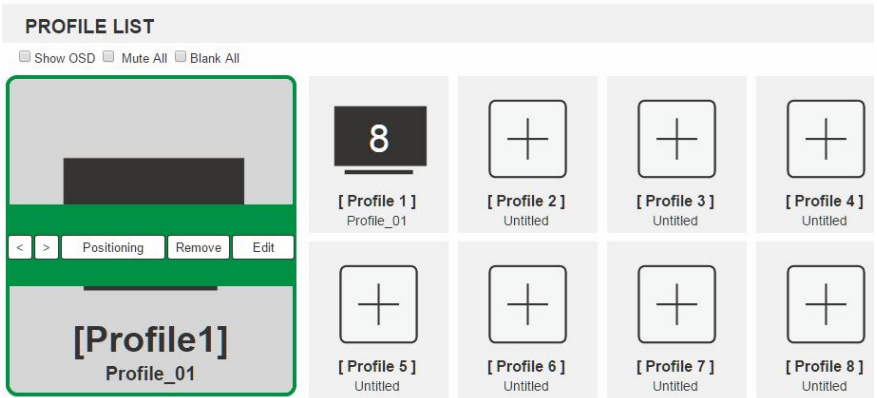 PROFILE LIST
Show OSD Mute All Blank All
< > Positioning Remove Edit
[Profile1]
Profile_01
8
[ Profile 1 ]
Profile_01
[ Profile 2 ]
Untitled
[ Profile 3 ]
Untitled
[ Profile 4 ]
Untitled
[ Profile 5 ]
Untitled
[ Profile 6 ]
Untitled
[ Profile 7 ]
Untitled
[ Profile 8 ]
Untitled